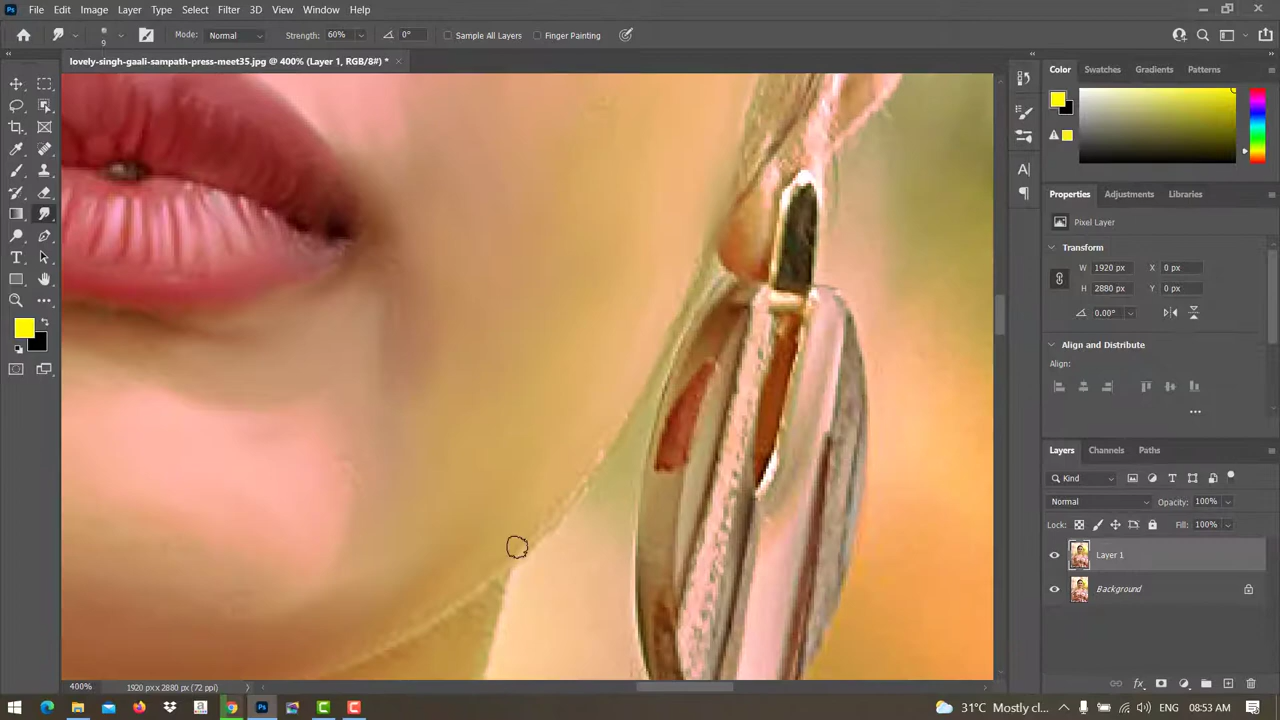 Ps File Edit Image Layer Type Select Filter 3D View Window Help
9 Mode: Normal Strength: 60% 0° Sample All Layers Finger Painting
lovely-singh-gaali-sampath-press-meet35.jpg @ 400% (Layer 1, RGB/8#) *
Color Swatches Gradients Patterns
Properties Adjustments Libraries
Pixel Layer
Transform
W 1920 px X 0 px
H 2880 px Y 0 px
0.00°
Align and Distribute
Align:
Layers Channels Paths
Kind
Normal Opacity: 100%
Lock: Fill: 100%
Layer 1
Background
400% 1920 px x 2880 px (72 ppi)
31°C Mostly cl... ENG 08:53 AM